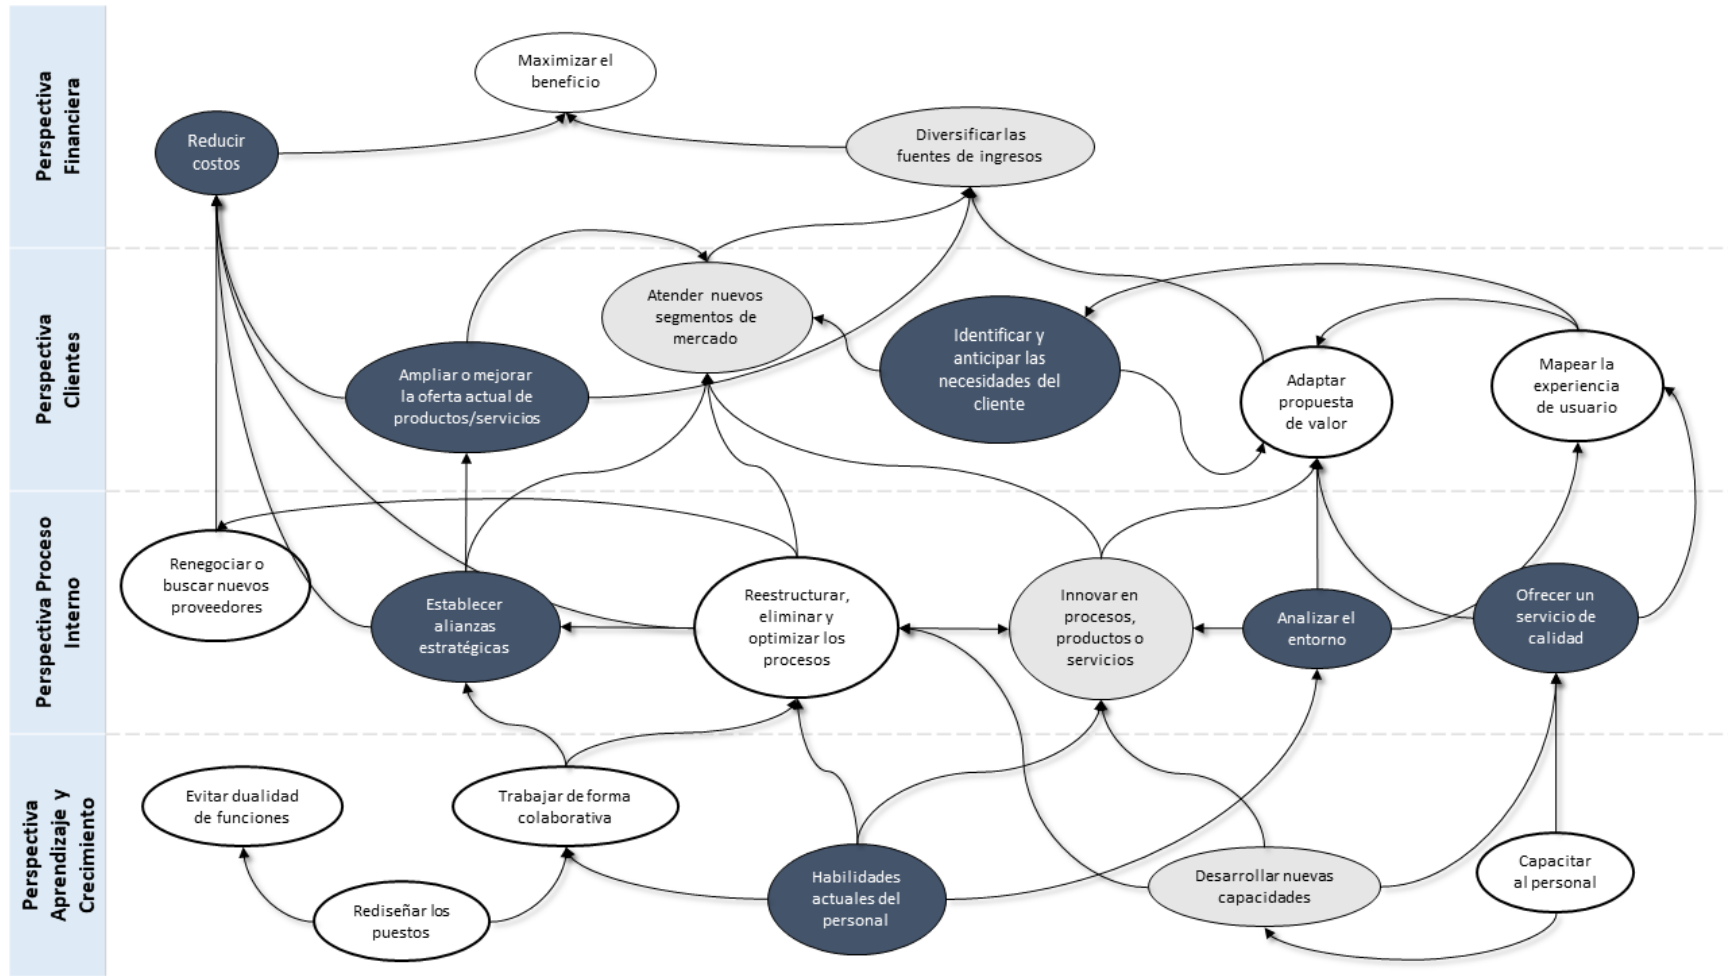 Perspectiva
Financiera
Maximizar el
beneficio
Reducir
costos
Diversificar las
fuentes de ingresos
Perspectiva
Clientes
Ampliar o mejorar
la oferta actual de
productos/servicios
Atender nuevos
segmentos de
mercado
Identificar y
anticipar las
necesidades del
cliente
Adaptar
propuesta
de valor
Mapear la
experiencia
de usuario
Perspectiva Proceso
Interno
Renegociar o
buscar nuevos
proveedores
Establecer
alianzas
estratégicas
Reestructurar,
eliminar y
optimizar los
procesos
Innovar en
procesos,
productos o
servicios
Analizar el
entorno
Ofrecer un
servicio de
calidad
Perspectiva
Aprendizaje y
Crecimiento
Evitar dualidad
de funciones
Trabajar de forma
colaborativa
Rediseñar los
puestos
Habilidades
actuales del
personal
Desarrollar nuevas
capacidades
Capacitar
al personal